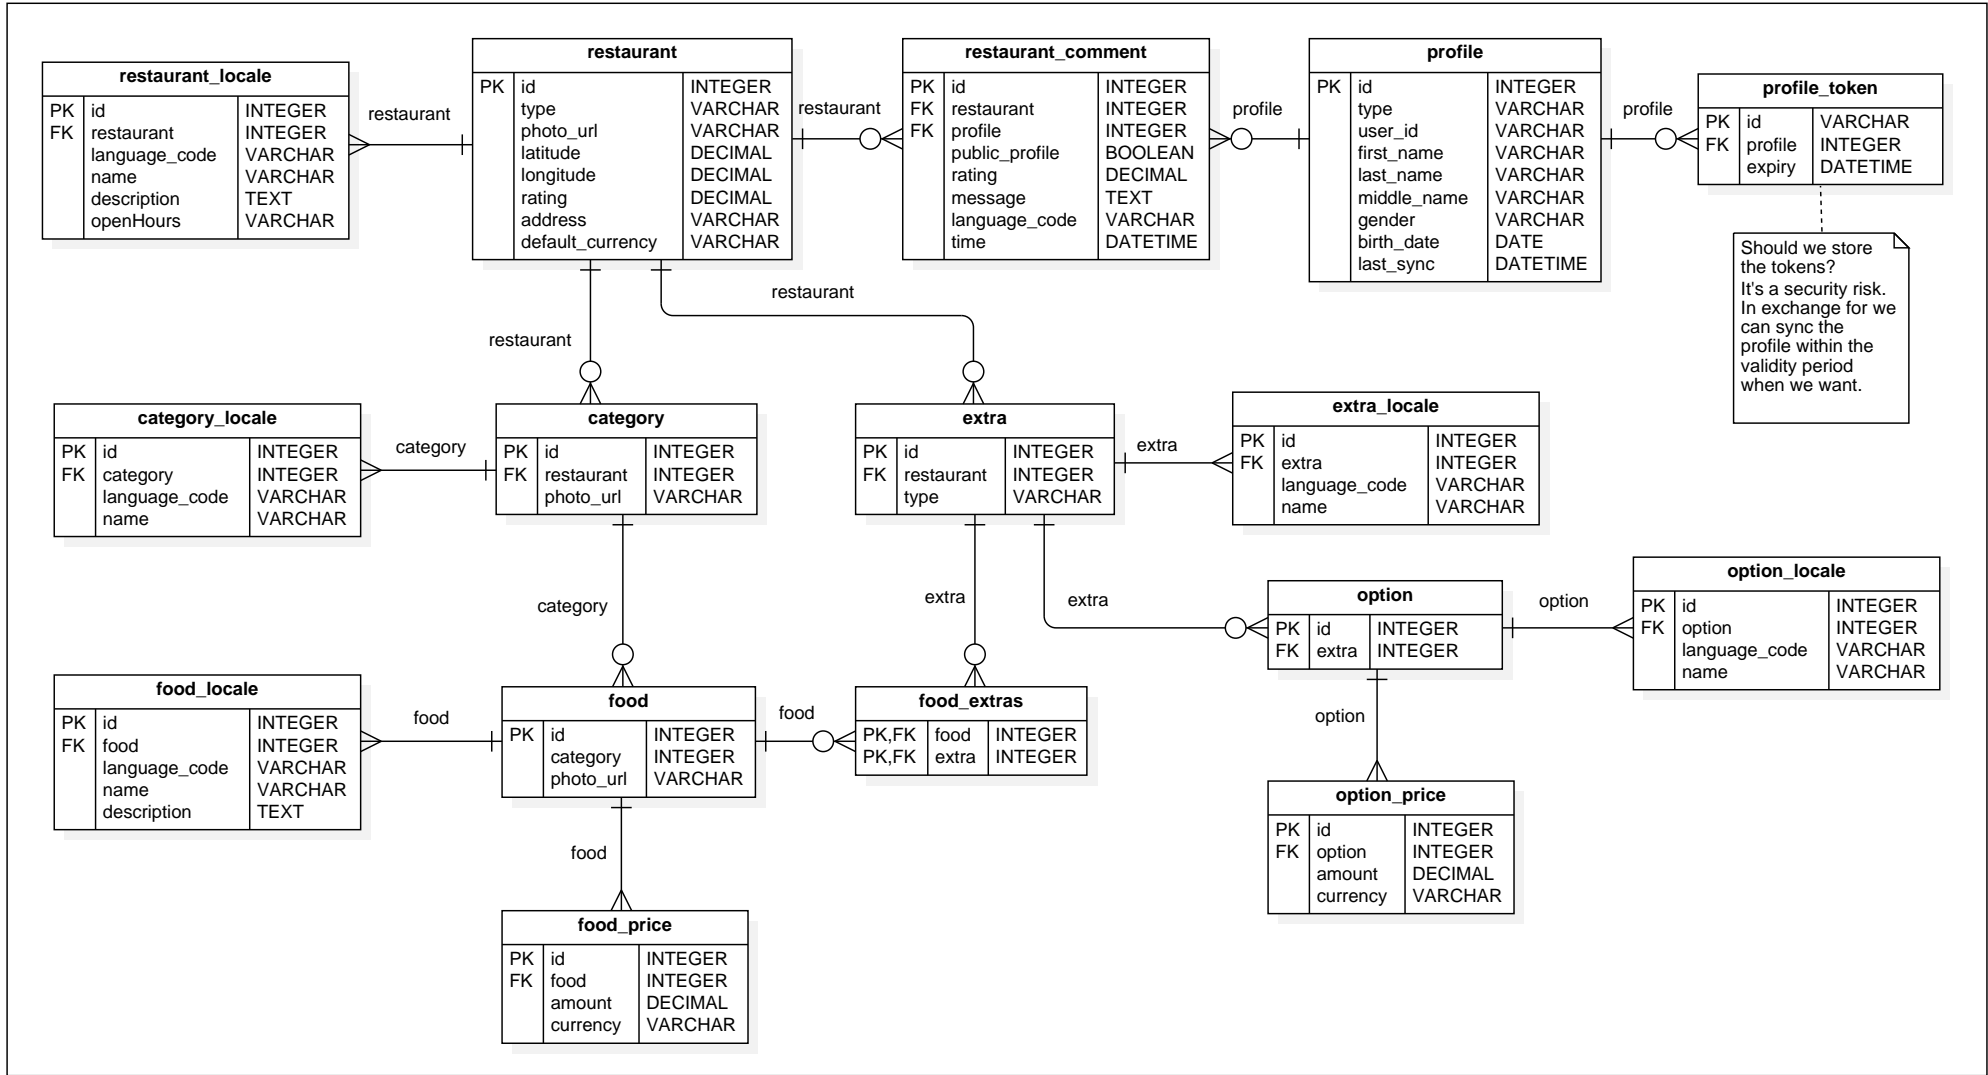 restaurant_locale
PK id INTEGER
FK restaurant INTEGER
language_code VARCHAR
name VARCHAR
description TEXT
openHours VARCHAR
restaurant
restaurant
PK id INTEGER
type VARCHAR
photo_url VARCHAR
latitude DECIMAL
longitude DECIMAL
rating DECIMAL
address VARCHAR
default_currency VARCHAR
restaurant
restaurant_comment
PK id INTEGER
FK restaurant INTEGER
FK profile INTEGER
public_profile BOOLEAN
rating DECIMAL
message TEXT
language_code VARCHAR
time DATETIME
profile
profile
PK id INTEGER
type VARCHAR
user_id VARCHAR
first_name VARCHAR
last_name VARCHAR
middle_name VARCHAR
gender VARCHAR
birth_date DATE
last_sync DATETIME
profile
profile_token
PK id VARCHAR
FK profile INTEGER
expiry DATETIME
Should we store
the tokens?
It's a security risk.
In exchange for we
can sync the
profile within the
validity period
when we want.
restaurant
restaurant
category_locale
PK id INTEGER
FK category INTEGER
language_code VARCHAR
name VARCHAR
category
category
PK id INTEGER
FK restaurant INTEGER
photo_url VARCHAR
extra
PK id INTEGER
FK restaurant INTEGER
type VARCHAR
extra
extra_locale
PK id INTEGER
FK extra INTEGER
language_code VARCHAR
name VARCHAR
category
extra
extra
option
PK id INTEGER
FK extra INTEGER
option
option_locale
PK id INTEGER
FK option INTEGER
language_code VARCHAR
name VARCHAR
food_locale
PK id INTEGER
FK food INTEGER
language_code VARCHAR
name VARCHAR
description TEXT
food
food
PK id INTEGER
category INTEGER
photo_url VARCHAR
food
food_extras
PK,FK food INTEGER
PK,FK extra INTEGER
option
option_price
PK id INTEGER
FK option INTEGER
amount DECIMAL
currency VARCHAR
food
food_price
PK id INTEGER
FK food INTEGER
amount DECIMAL
currency VARCHAR